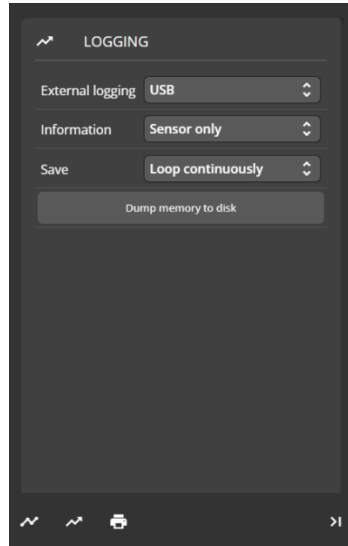 LOGGING
External logging USB
Information Sensor only
Save Loop continuously
Dump memory to disk